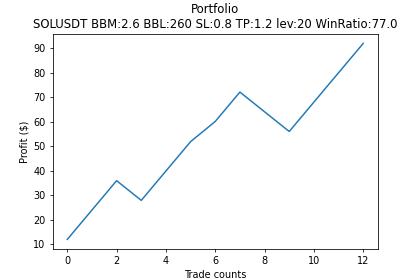 Portfolio
SOLUSDT BBM:2.6 BBL:260 SL:0.8 TP:1.2 lev:20 WinRatio:77.0
90
80
70
60
50
40
30
20
10
Profit ($)
0 2 4 6 8 10 12
Trade counts